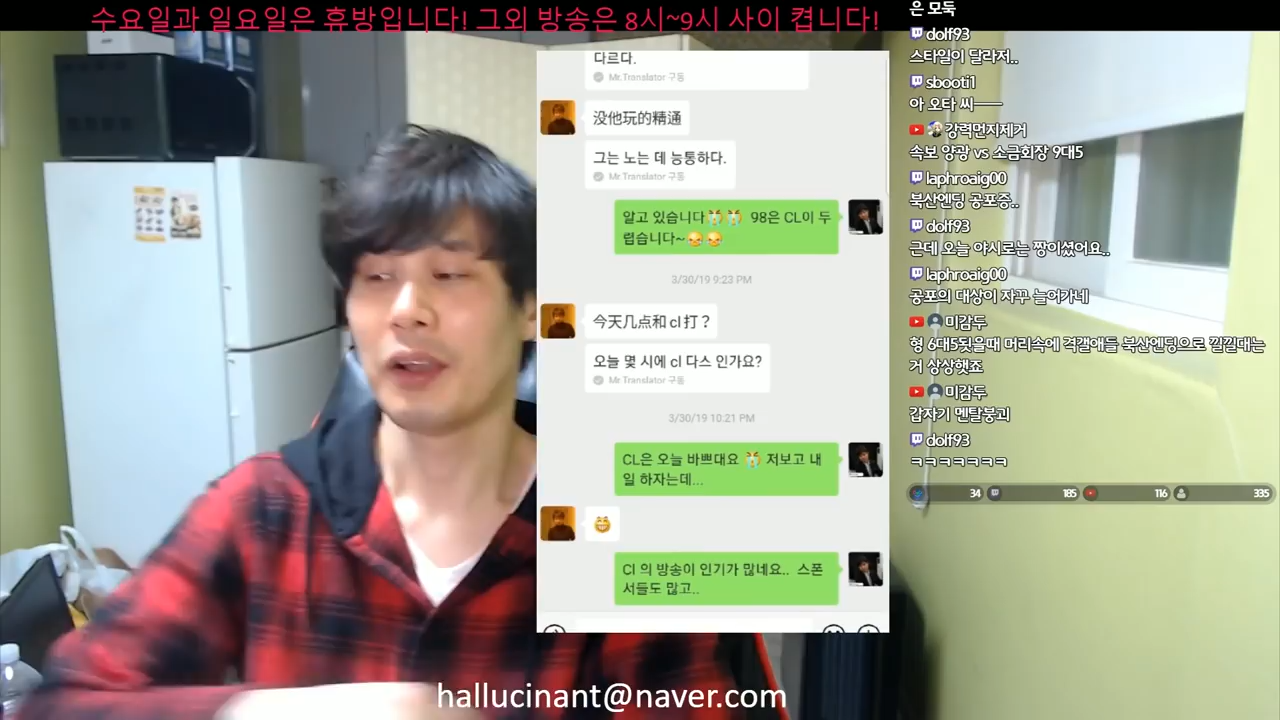 수요일과 일요일은 휴방입니다! 그외 방송은 8시~9시 사이 켭니다!
다르다.
Mr.Translator 구동
没他玩的精通
그는 노는 데 능통하다.
Mr.Translator 구동
알고 있습니다😭😭 98은 CL이 두
렵습니다~😂😂
3/30/19 9:23 PM
今天几点和 cl 打？
오늘 몇 시에 cl 다스 인가요?
Mr.Translator 구동
3/30/19 10:21 PM
CL은 오늘 바쁘대요 😭 저보고 내
일 하자는데...
😁
Cl 의 방송이 인기가 많네요.. 스폰
서들도 많고..
hallucinant@naver.com
은 모둑
dolf93
스타일이 달라저..
sbooti1
아 오타 씨──
강력먼지제거
속보 양광 vs 소금회장 9대5
laphroaig00
북산엔딩 공포증..
dolf93
근데 오늘 야시로는 짱이셨어요..
laphroaig00
공포의 대상이 자꾸 늘어가네
미감두
형 6대5됫을때 머리속에 격갤애들 북산엔딩으로 낄낄대는
거 상상햇죠
미감두
갑자기 멘탈붕괴
dolf93
ㅋㅋㅋㅋㅋㅋㅋ
34 185 116 335